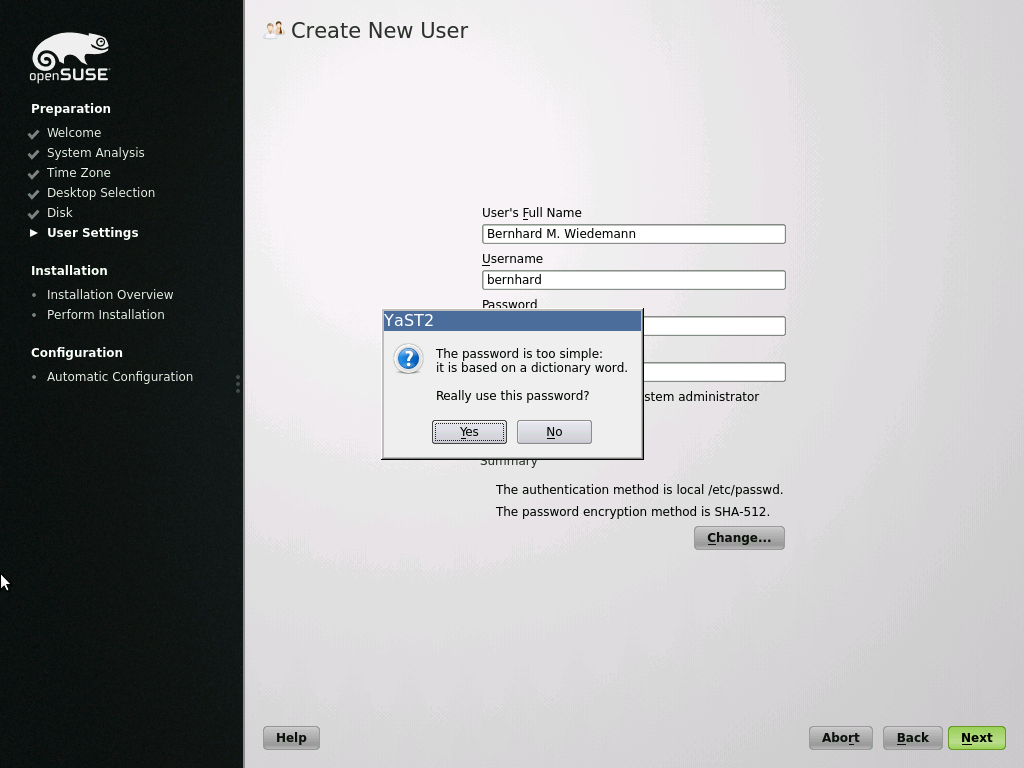 openSUSE
Preparation
Welcome
System Analysis
Time Zone
Desktop Selection
Disk
User Settings
Installation
Installation Overview
Perform Installation
Configuration
Automatic Configuration
Create New User
User's Full Name
Bernhard M. Wiedemann
Username
bernhard
Password
YaST2
The password is too simple:
it is based on a dictionary word.
Really use this password?
Yes No
stem administrator
Summary
The authentication method is local /etc/passwd.
The password encryption method is SHA-512.
Change...
Help Abort Back Next